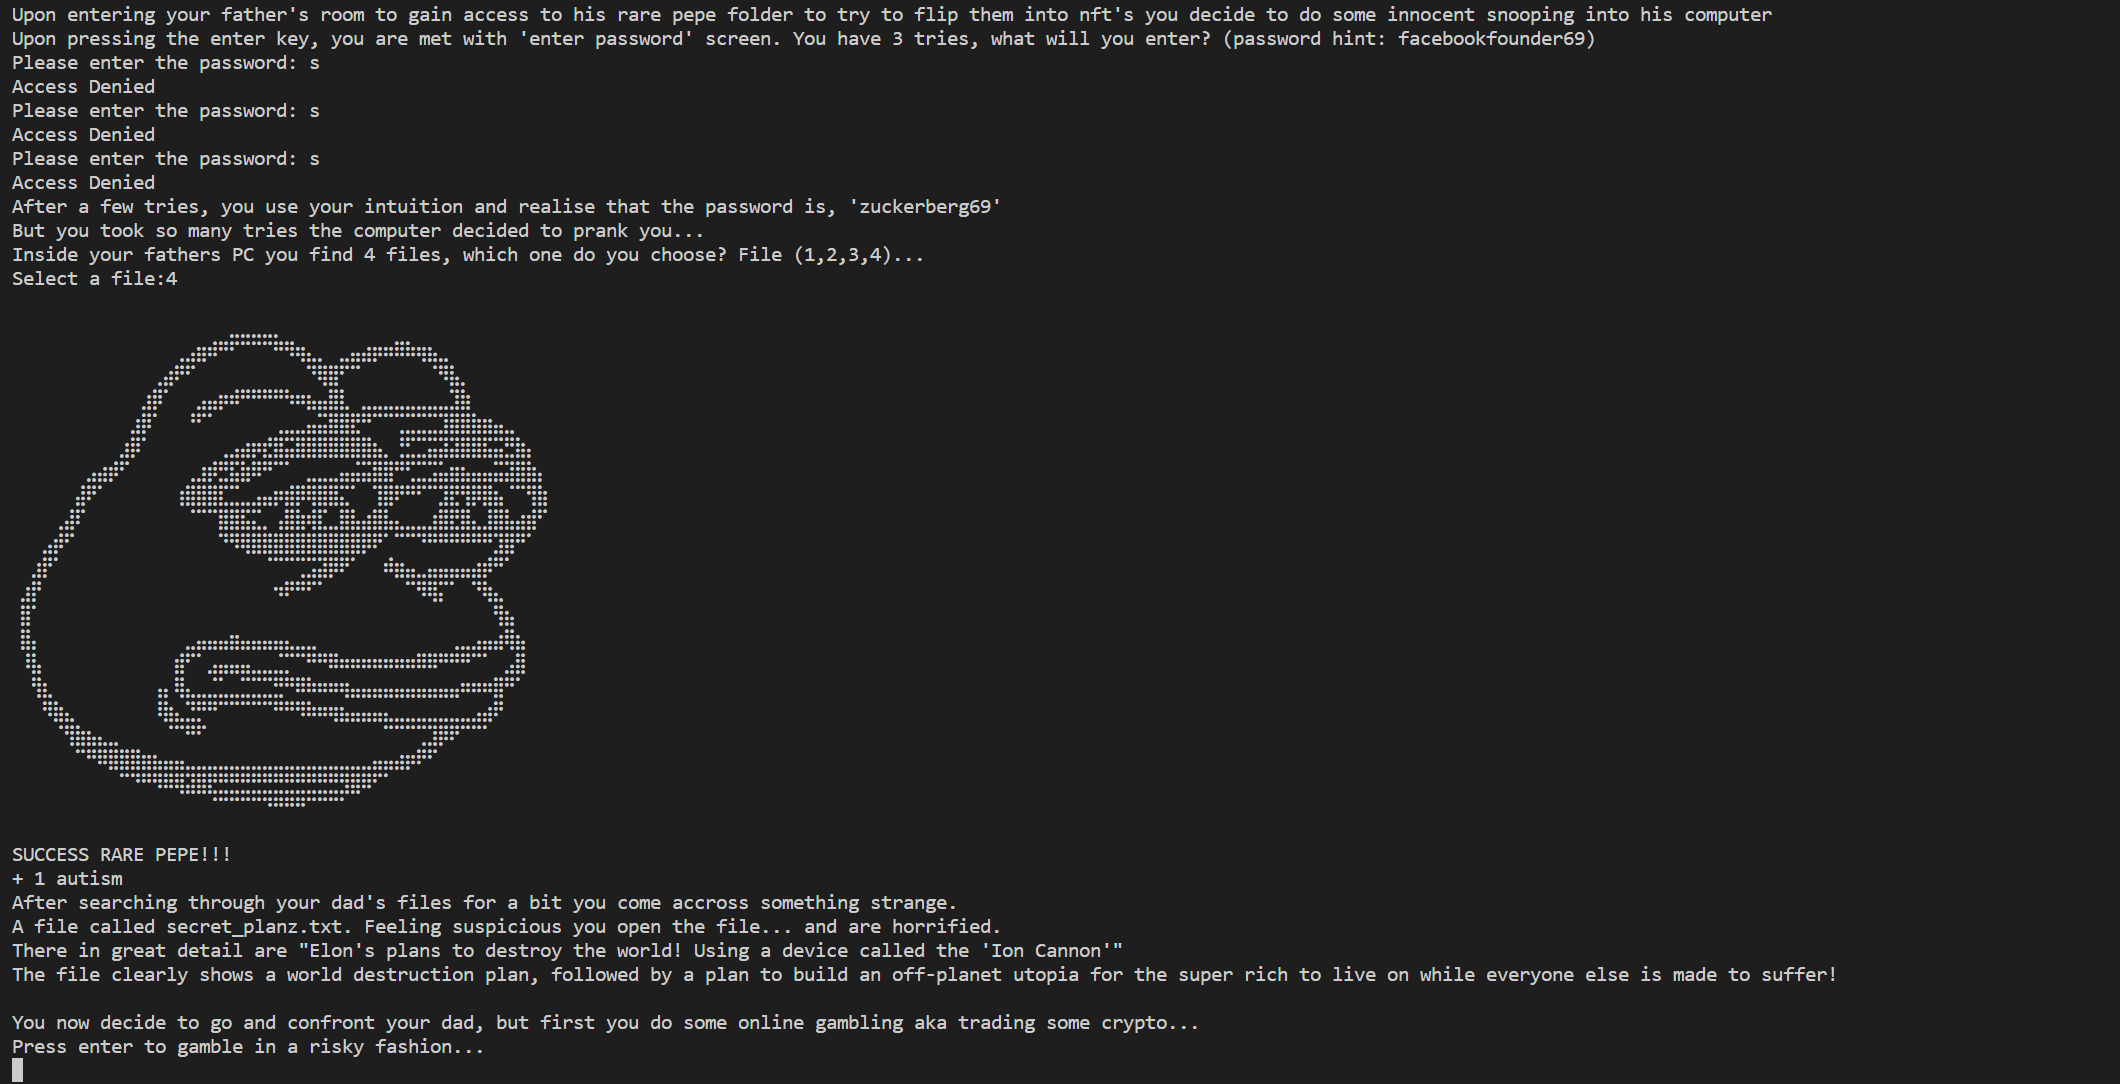 Upon entering your father's room to gain access to his rare pepe folder to try to flip them into nft's you decide to do some innocent snooping into his computer
Upon pressing the enter key, you are met with 'enter password' screen. You have 3 tries, what will you enter? (password hint: facebookfounder69)
Please enter the password: s
Access Denied
Please enter the password: s
Access Denied
Please enter the password: s
Access Denied
After a few tries, you use your intuition and realise that the password is, 'zuckerberg69'
But you took so many tries the computer decided to prank you...
Inside your fathers PC you find 4 files, which one do you choose? File (1,2,3,4)...
Select a file:4
SUCCESS RARE PEPE!!!
+ 1 autism
After searching through your dad's files for a bit you come accross something strange.
A file called secret_planz.txt. Feeling suspicious you open the file... and are horrified.
There in great detail are "Elon's plans to destroy the world! Using a device called the 'Ion Cannon'"
The file clearly shows a world destruction plan, followed by a plan to build an off-planet utopia for the super rich to live on while everyone else is made to suffer!
You now decide to go and confront your dad, but first you do some online gambling aka trading some crypto...
Press enter to gamble in a risky fashion...